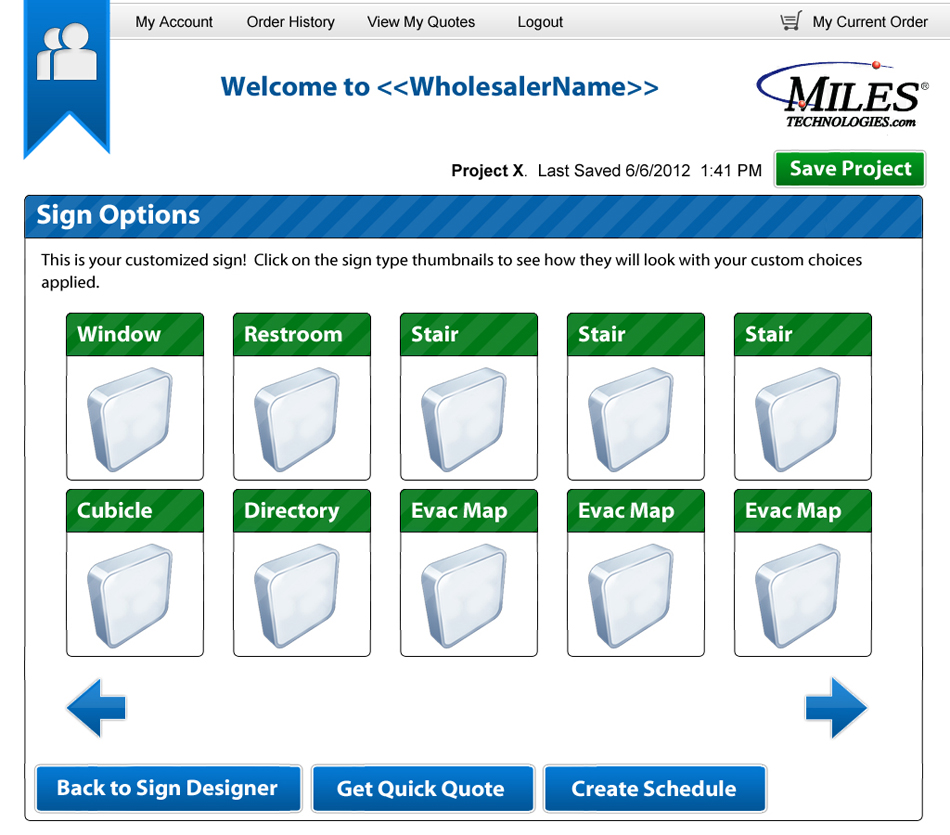 My Account Order History View My Quotes Logout My Current Order
Welcome to <<WholesalerName>>
MILES®
TECHNOLOGIES.com
Project X. Last Saved 6/6/2012 1:41 PM Save Project
Sign Options
This is your customized sign! Click on the sign type thumbnails to see how they will look with your custom choices
applied.
Window Restroom Stair Stair Stair
Cubicle Directory Evac Map Evac Map Evac Map
Back to Sign Designer Get Quick Quote Create Schedule